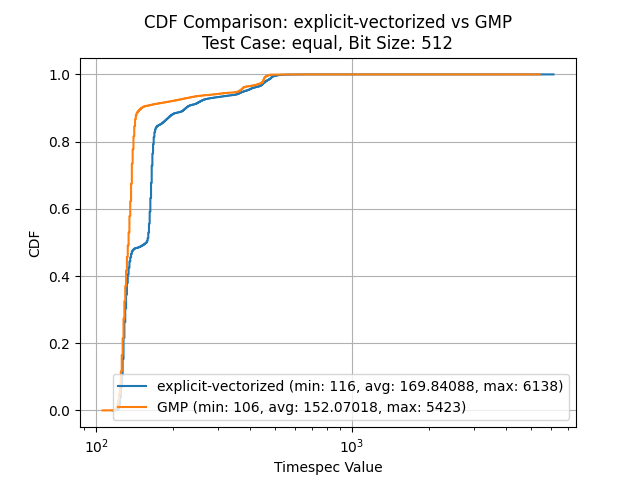 CDF Comparison: explicit-vectorized vs GMP
Test Case: equal, Bit Size: 512
1.0
0.8
0.6
0.4
0.2
0.0
CDF
explicit-vectorized (min: 116, avg: 169.84088, max: 6138)
GMP (min: 106, avg: 152.07018, max: 5423)
10² 10³
Timespec Value